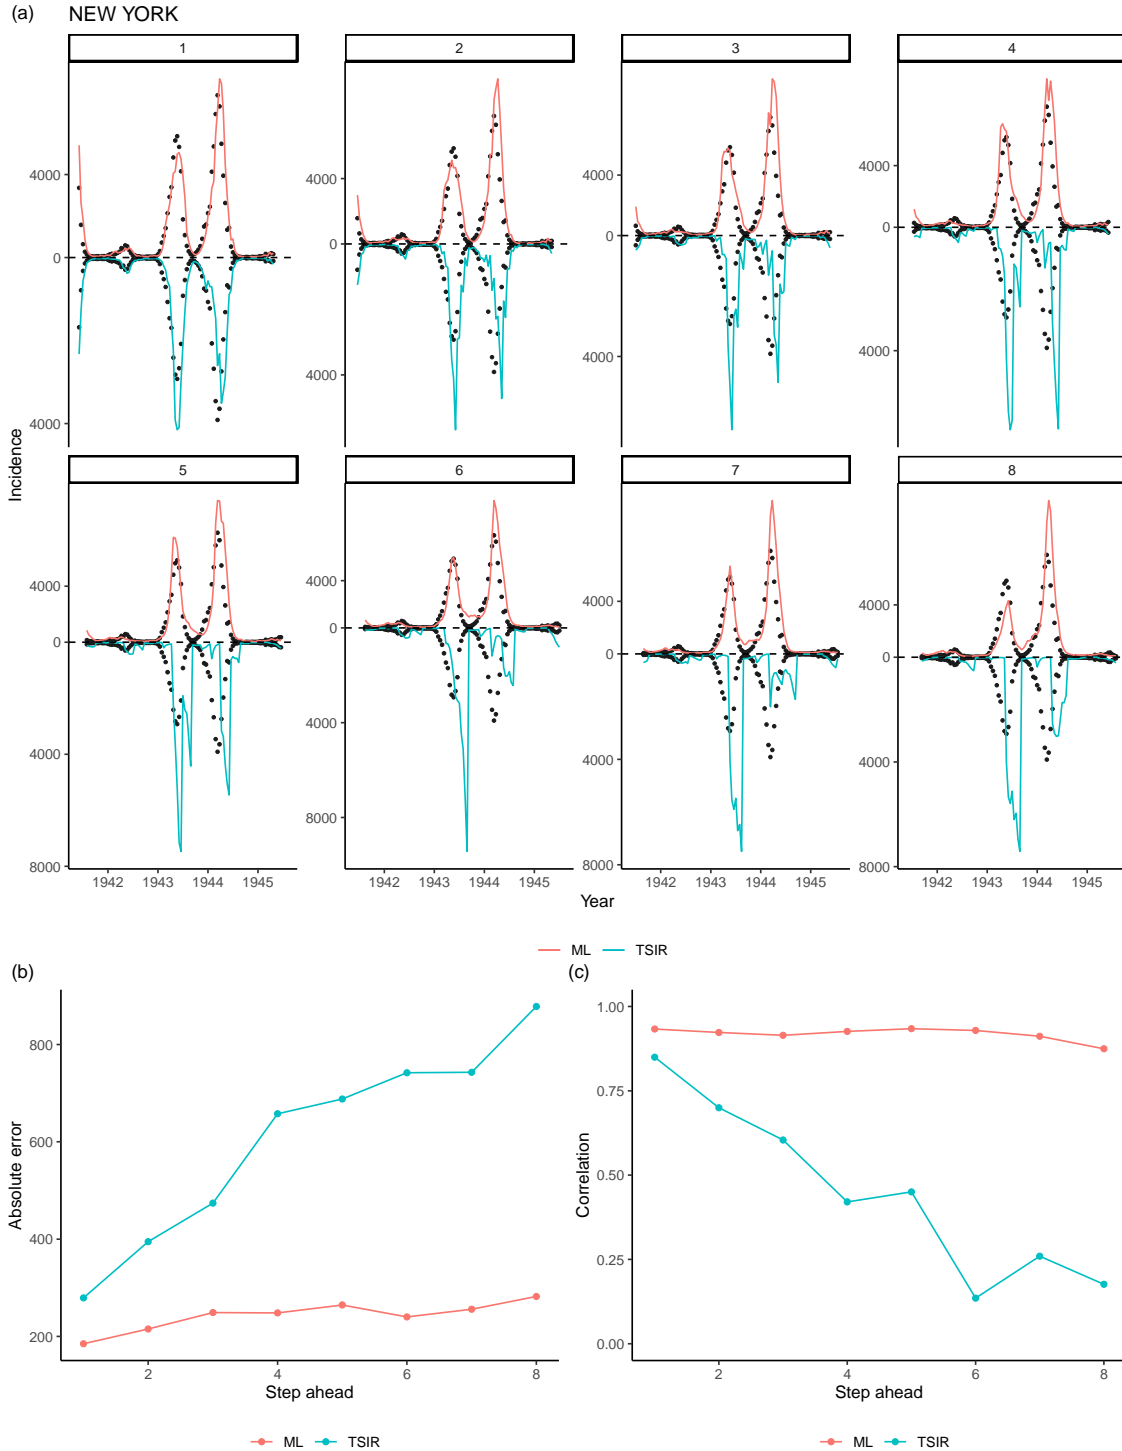 (a) NEW YORK
1 2 3 4
4000 4000 4000 4000
0 0 0 0
4000 4000 4000 4000
Incidence
5 6 7 8
4000 4000 4000 4000
0 0 0 0
4000 4000 4000 4000
8000 8000 8000 8000
1942 1943 1944 1945 1942 1943 1944 1945 1942 1943 1944 1945 1942 1943 1944 1945
Year
ML TSIR
(b)
Absolute error
800
600
400
200
2 4 6 8
Step ahead
ML TSIR
(c)
Correlation
1.00
0.75
0.50
0.25
0.00
2 4 6 8
Step ahead
ML TSIR